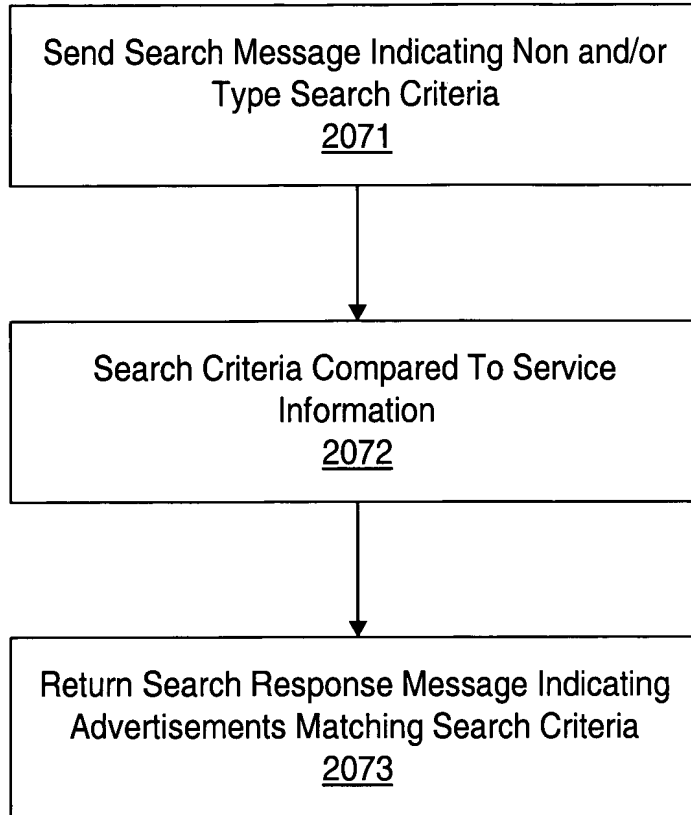 Send Search Message Indicating Non and/or
Type Search Criteria
2071
Search Criteria Compared To Service
Information
2072
Return Search Response Message Indicating
Advertisements Matching Search Criteria
2073